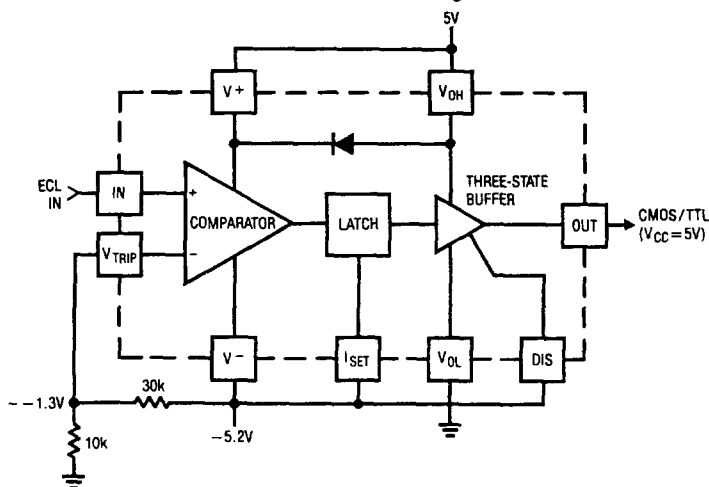 5V
V+
VOH
ECL
IN
IN
+
COMPARATOR
LATCH
THREE-STATE
BUFFER
OUT
CMOS/TTL
(VCC=5V)
VTRIP
−
V−
ISET
VOL
DIS
~−1.3V
30k
−5.2V
10k